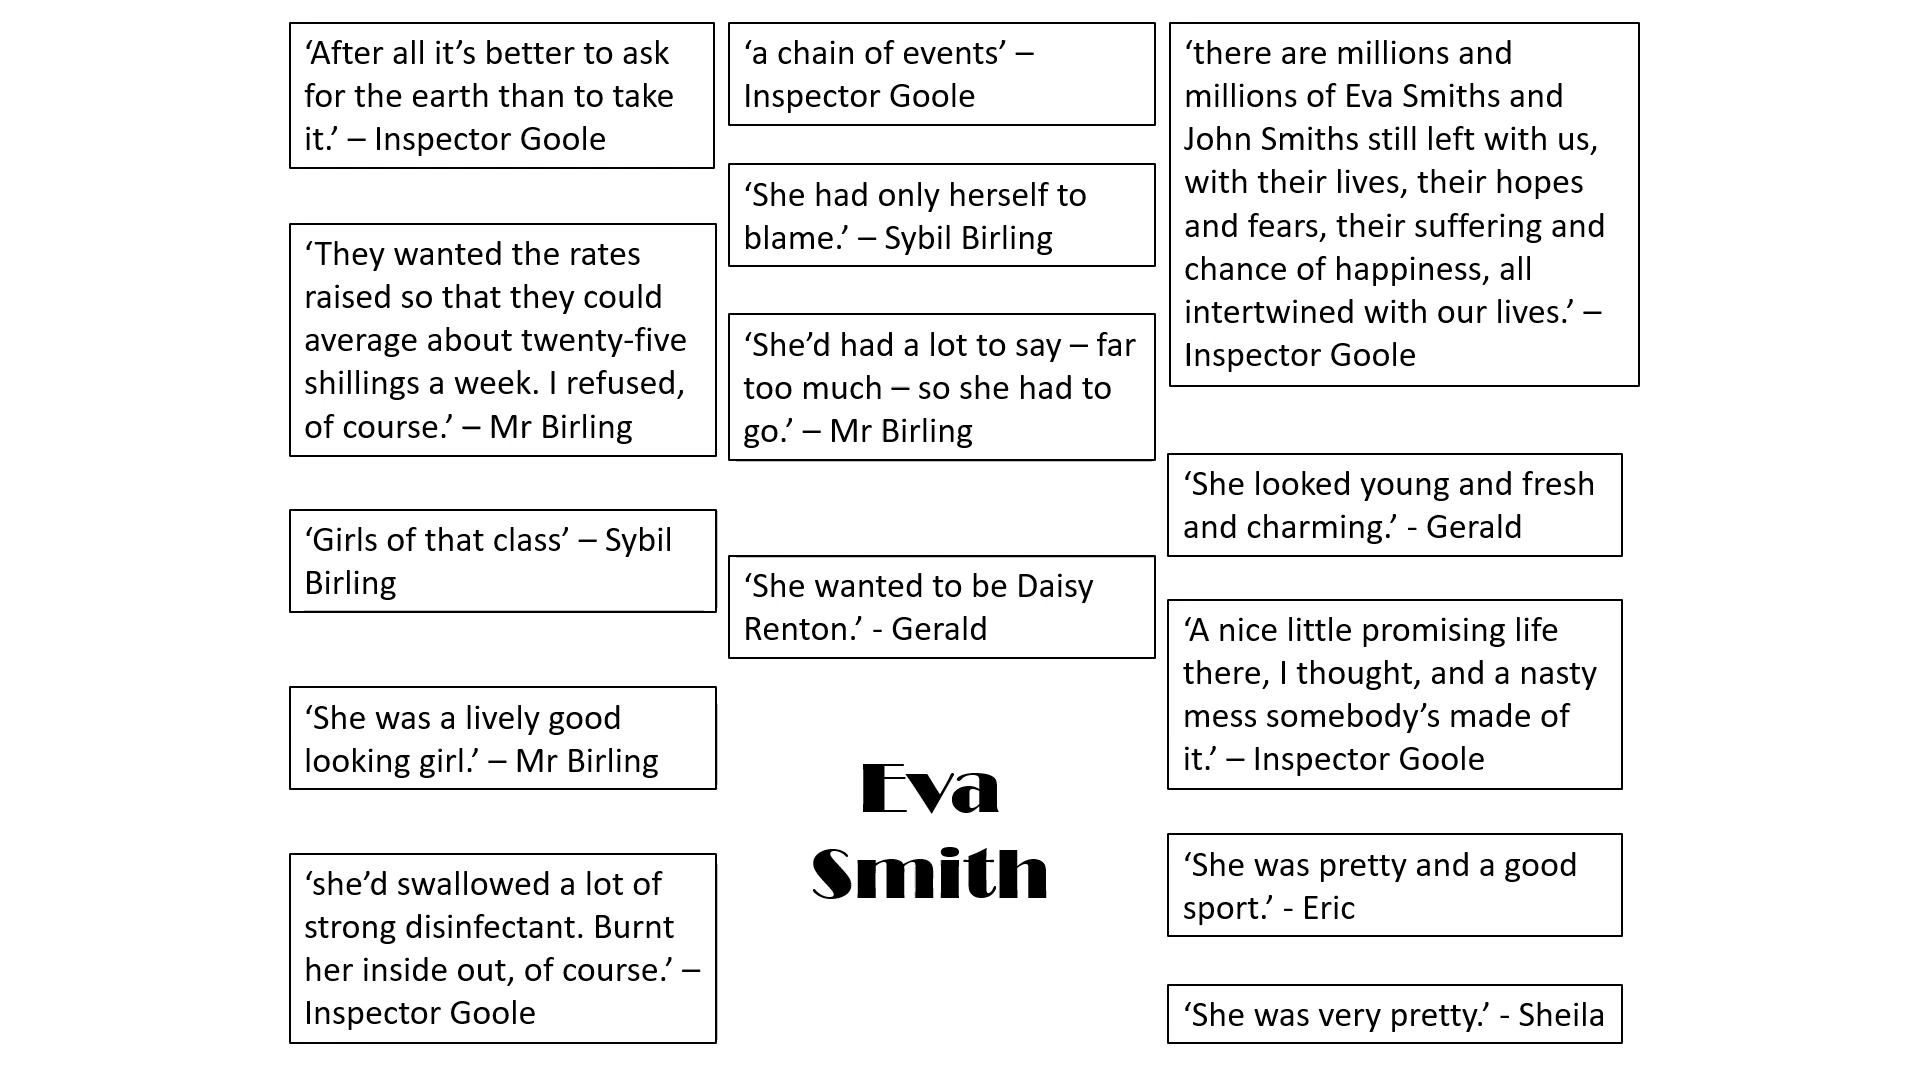 ‘After all it’s better to ask
for the earth than to take
it.’ – Inspector Goole
‘They wanted the rates
raised so that they could
average about twenty-five
shillings a week. I refused,
of course.’ – Mr Birling
‘Girls of that class’ – Sybil
Birling
‘She was a lively good
looking girl.’ – Mr Birling
‘she’d swallowed a lot of
strong disinfectant. Burnt
her inside out, of course.’ –
Inspector Goole
‘a chain of events’ –
Inspector Goole
‘She had only herself to
blame.’ – Sybil Birling
‘She’d had a lot to say – far
too much – so she had to
go.’ – Mr Birling
‘She wanted to be Daisy
Renton.’ - Gerald
Eva
Smith
‘there are millions and
millions of Eva Smiths and
John Smiths still left with us,
with their lives, their hopes
and fears, their suffering and
chance of happiness, all
intertwined with our lives.’ –
Inspector Goole
‘She looked young and fresh
and charming.’ - Gerald
‘A nice little promising life
there, I thought, and a nasty
mess somebody’s made of
it.’ – Inspector Goole
‘She was pretty and a good
sport.’ - Eric
‘She was very pretty.’ - Sheila